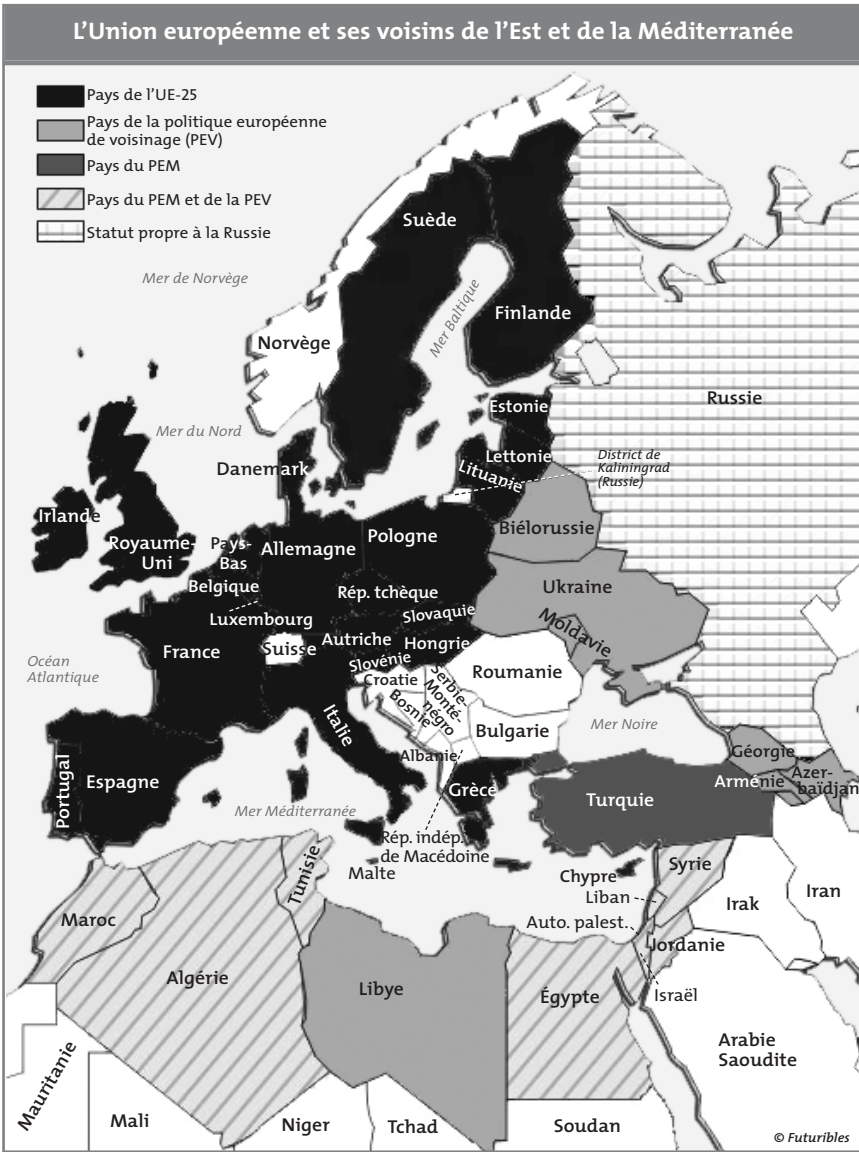 L'Union européenne et ses voisins de l'Est et de la Méditerranée
Pays de l'UE-25
Pays de la politique européenne
de voisinage (PEV)
Pays du PEM
Pays du PEM et de la PEV
Statut propre à la Russie
Mer de Norvège
Suède
Finlande
Mer Baltique
Norvège
Russie
Estonie
Mer du Nord
Lettonie
Danemark
Lituanie
District de
Kaliningrad
(Russie)
Irlande
Royaume-
Uni
Pays-
Bas
Allemagne
Pologne
Biélorussie
Belgique
Rép. tchèque
Ukraine
Luxembourg
Slovaquie
Moldavie
France
Suisse
Autriche
Hongrie
Slovénie
Océan
Atlantique
Croatie
Roumanie
Serbie-
Monté-
négro
Bosnie
Italie
Bulgarie
Mer Noire
Portugal
Espagne
Albanie
Géorgie
Arménie
Azer-
baïdjan
Grèce
Turquie
Mer Méditerranée
Rép. indép.
de Macédoine
Malte
Tunisie
Chypre
Syrie
Liban
Irak
Iran
Maroc
Auto. palest.
Jordanie
Algérie
Libye
Égypte
Israël
Arabie
Saoudite
Mauritanie
Mali
Niger
Tchad
Soudan
© Futuribles